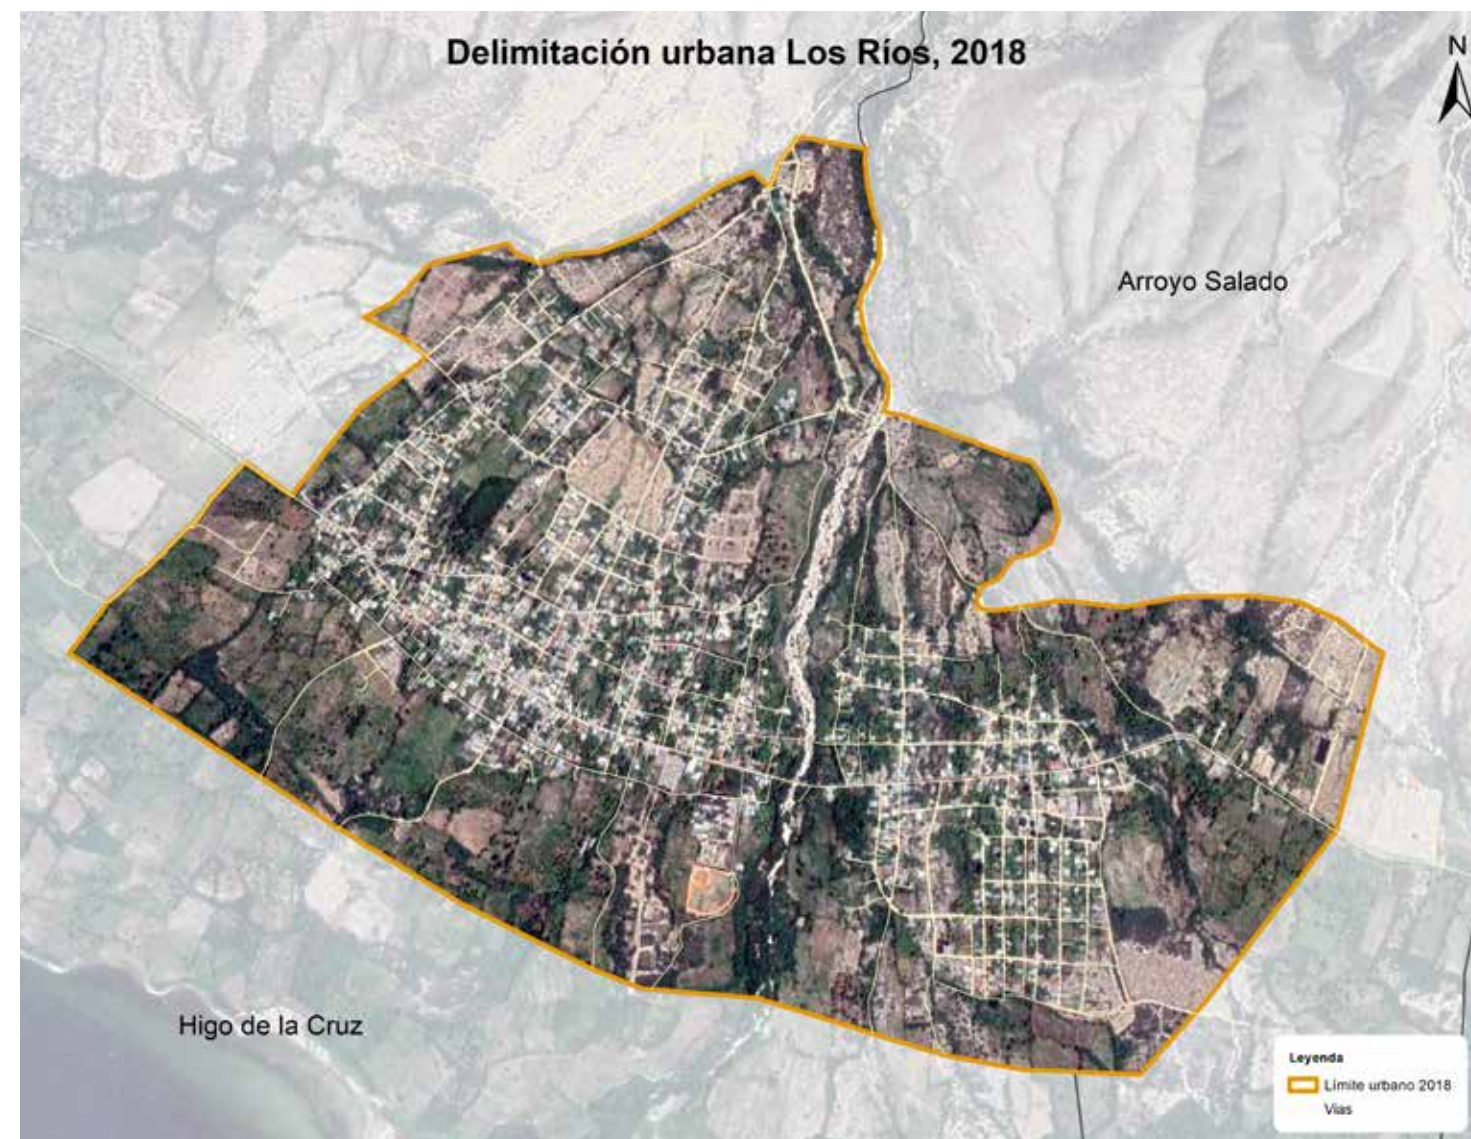 Delimitación urbana Los Ríos, 2018
N
Arroyo Salado
Higo de la Cruz
Leyenda
Límite urbano 2018
Vías